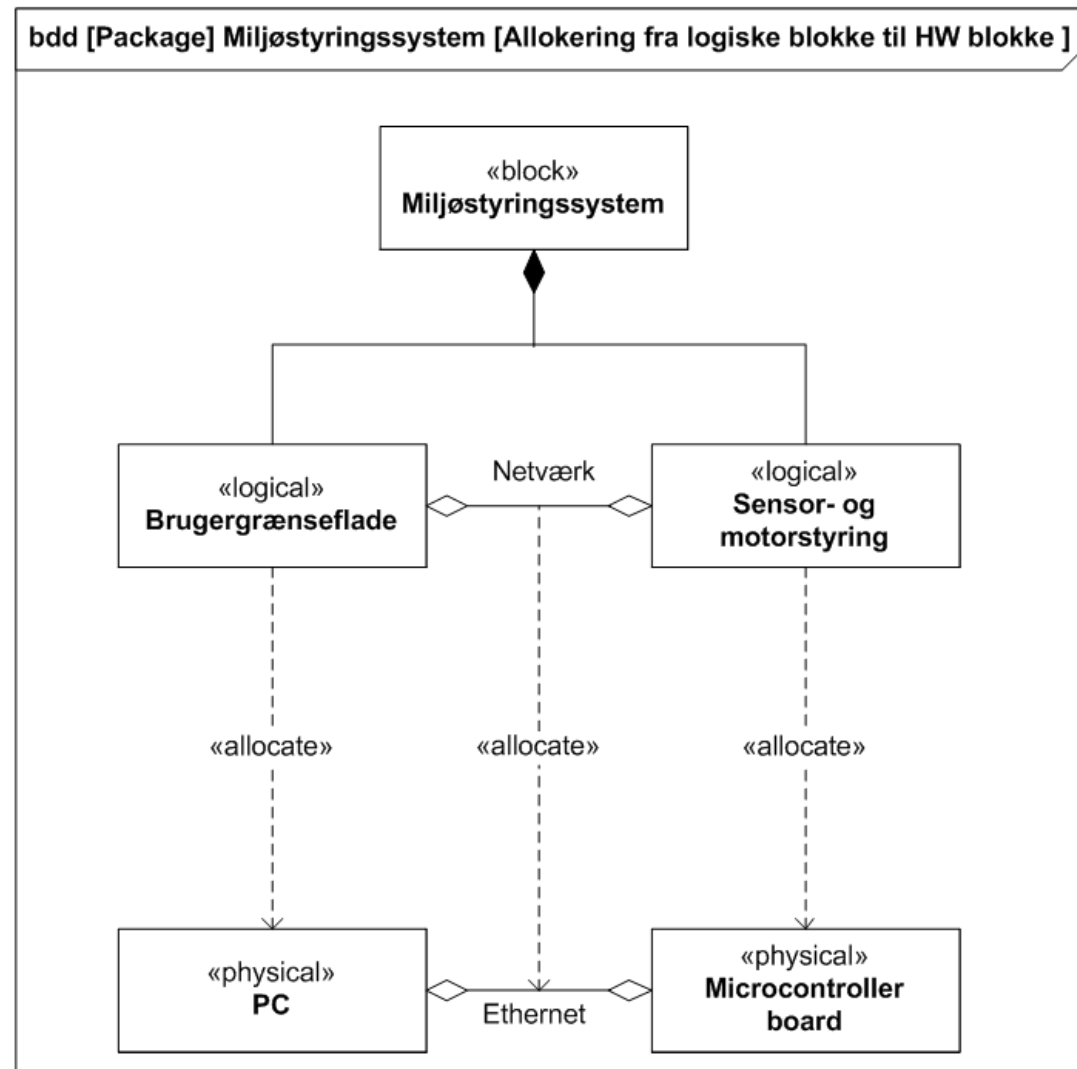 bdd [Package] Miljøstyringssystem [Allokering fra logiske blokke til HW blokke ]
«block»
Miljøstyringssystem
«logical»
Brugergrænseflade
Netværk
«logical»
Sensor- og
motorstyring
«allocate»
«allocate»
«allocate»
«physical»
PC
Ethernet
«physical»
Microcontroller
board